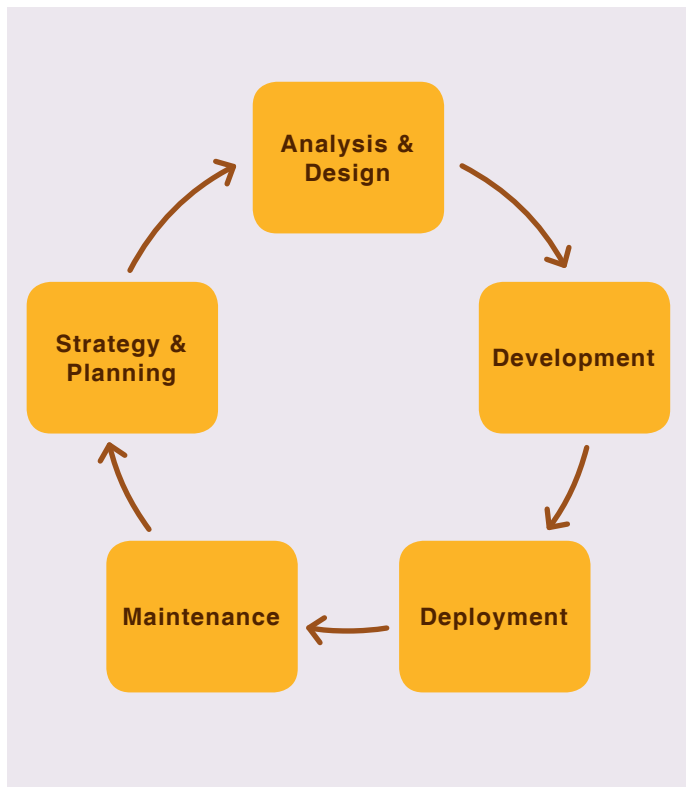 Analysis &
Design
Strategy &
Planning
Development
Maintenance
Deployment